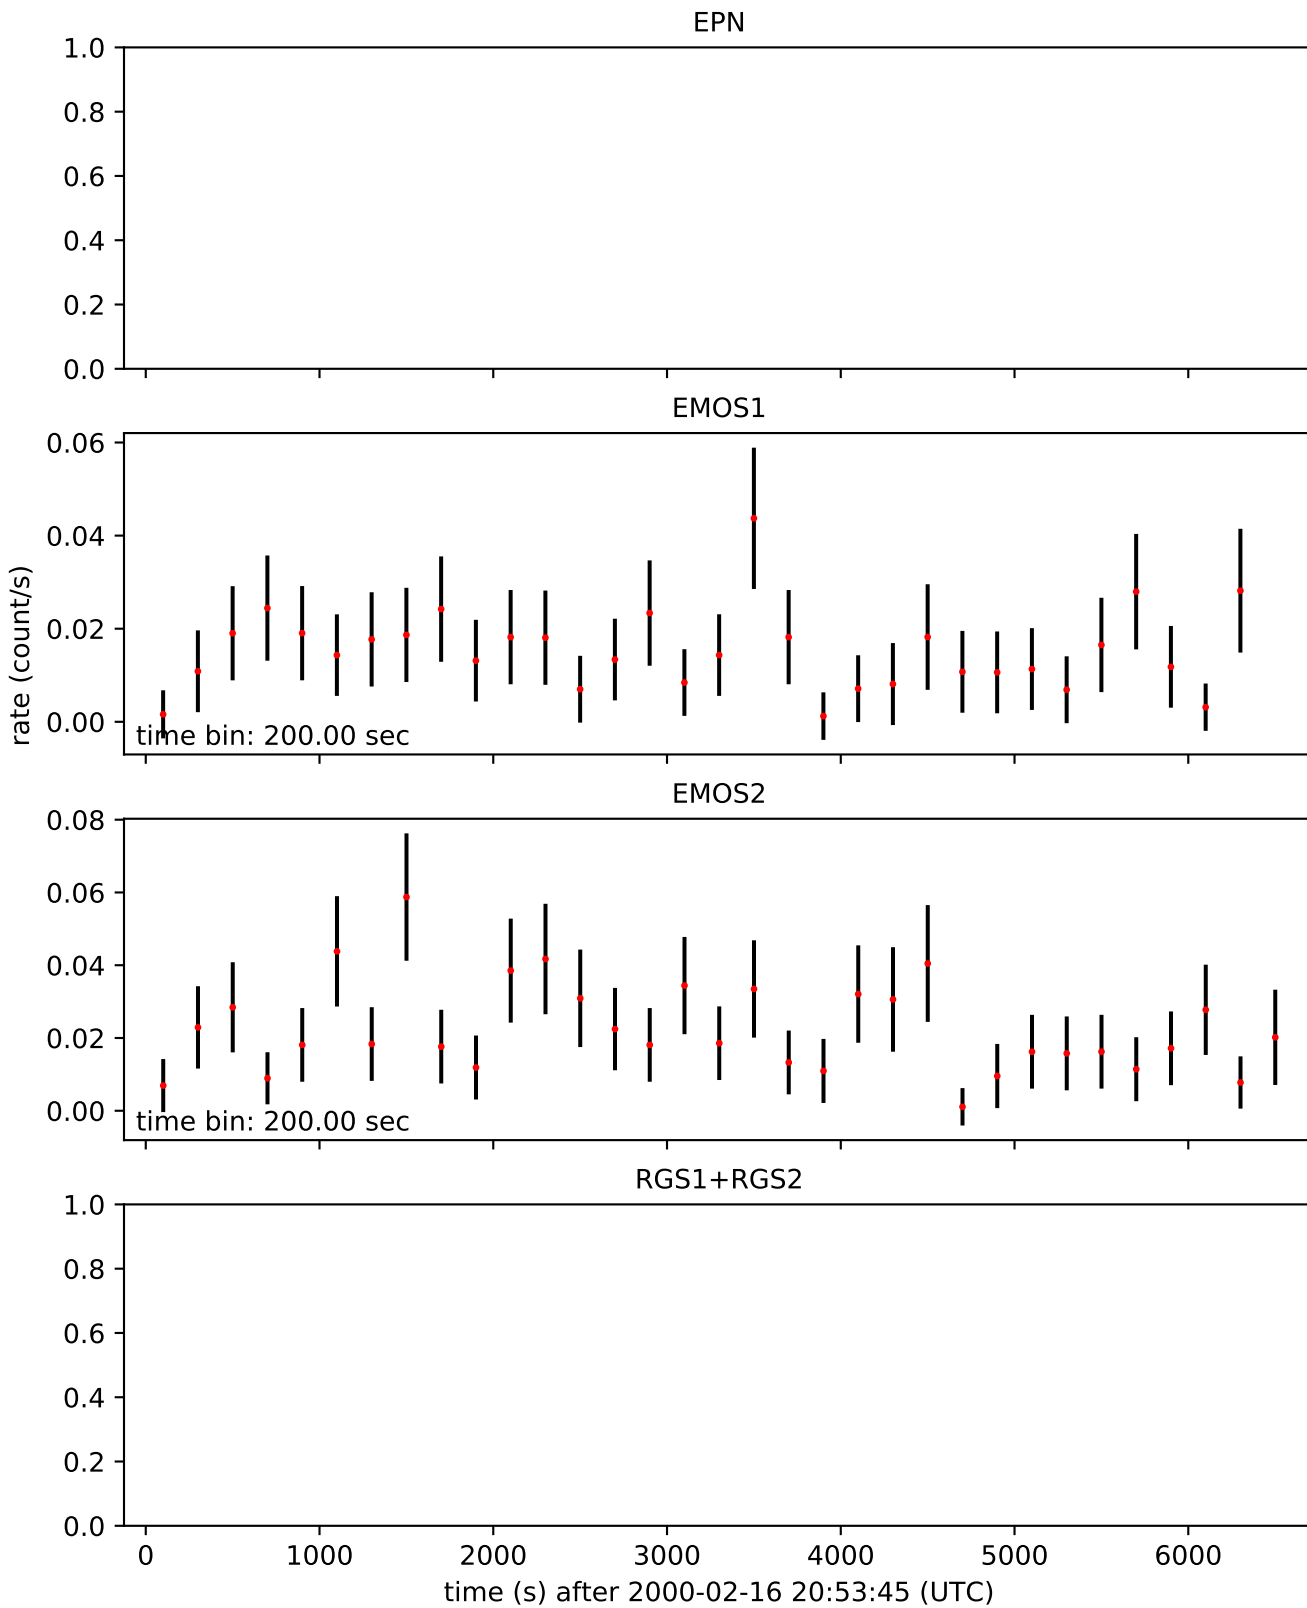 EPN
1.0
0.8
0.6
0.4
0.2
0.0
EMOS1
0.06
0.04
0.02
0.00
rate (count/s)
time bin: 200.00 sec
EMOS2
0.08
0.06
0.04
0.02
0.00
time bin: 200.00 sec
RGS1+RGS2
1.0
0.8
0.6
0.4
0.2
0.0
0 1000 2000 3000 4000 5000 6000
time (s) after 2000-02-16 20:53:45 (UTC)